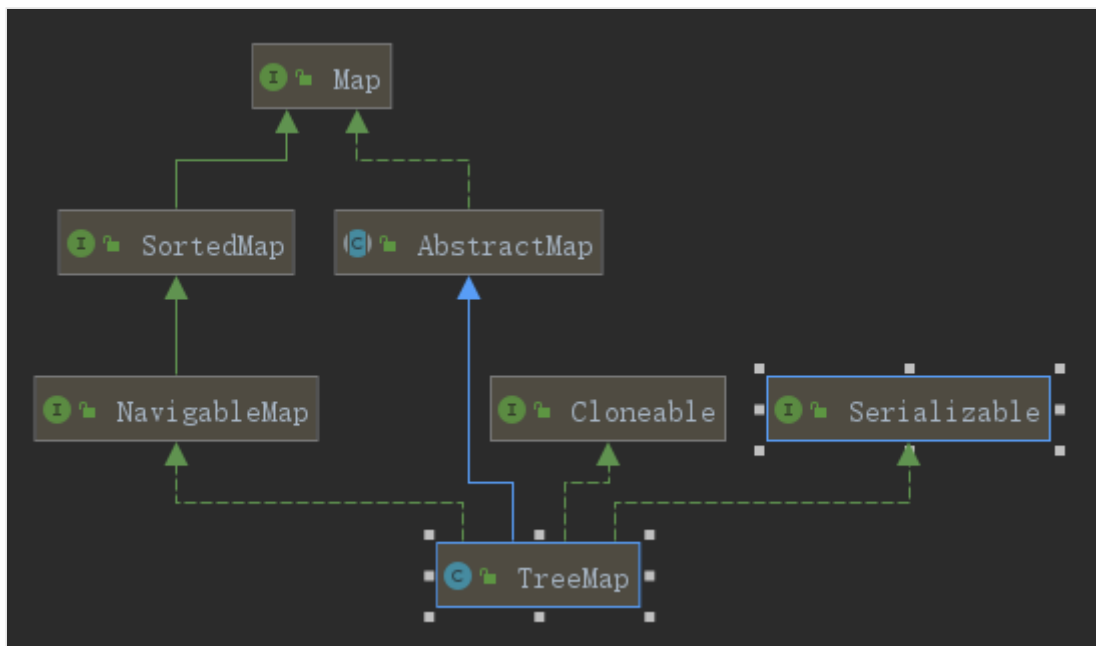 I Map
I SortedMap
C AbstractMap
I NavigableMap
I Cloneable
I Serializable
C TreeMap